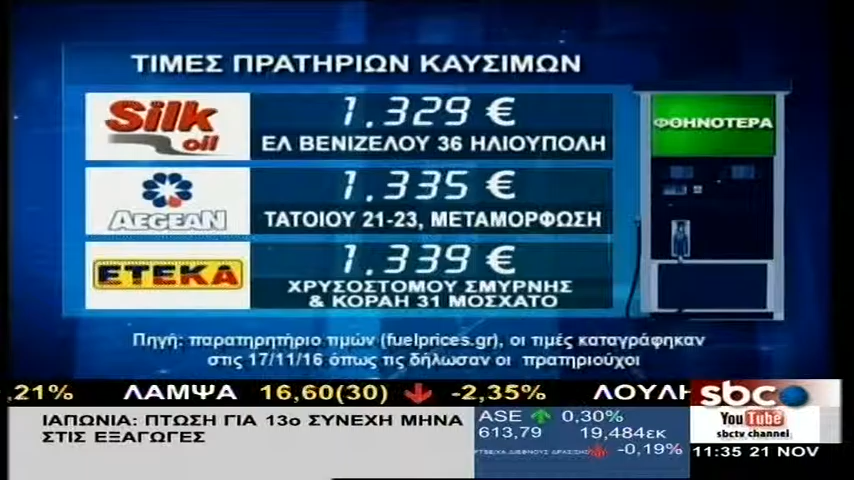 ΤΙΜΕΣ ΠΡΑΤΗΡΙΩΝ ΚΑΥΣΙΜΩΝ
Silk oil
1.329 €
ΕΛ ΒΕΝΙΖΕΛΟΥ 36 ΗΛΙΟΥΠΟΛΗ
ΦΘΗΝΟΤΕΡΑ
AEGEAN
1.335 €
ΤΑΤΟΙΟΥ 21-23, ΜΕΤΑΜΟΡΦΩΣΗ
ETEKA
1.339 €
ΧΡΥΣΟΣΤΟΜΟΥ ΣΜΥΡΝΗΣ
& ΚΟΡΑΗ 31 ΜΟΣΧΑΤΟ
Πηγή: παρατηρητήριο τιμών (fuelprices.gr), οι τιμές καταγράφηκαν
στις 17/11/16 όπως τις δήλωσαν οι πρατηριούχοι
,21% ΛΑΜΨΑ 16,60(30) -2,35% ΛΟΥΛΗ
sbc
You Tube
sbctv channel
ΙΑΠΩΝΙΑ: ΠΤΩΣΗ ΓΙΑ 13ο ΣΥΝΕΧΗ ΜΗΝΑ
ΣΤΙΣ ΕΞΑΓΩΓΕΣ
ASE 0,30%
613,79 19,484εκ
-0,19%
11:35 21 NOV